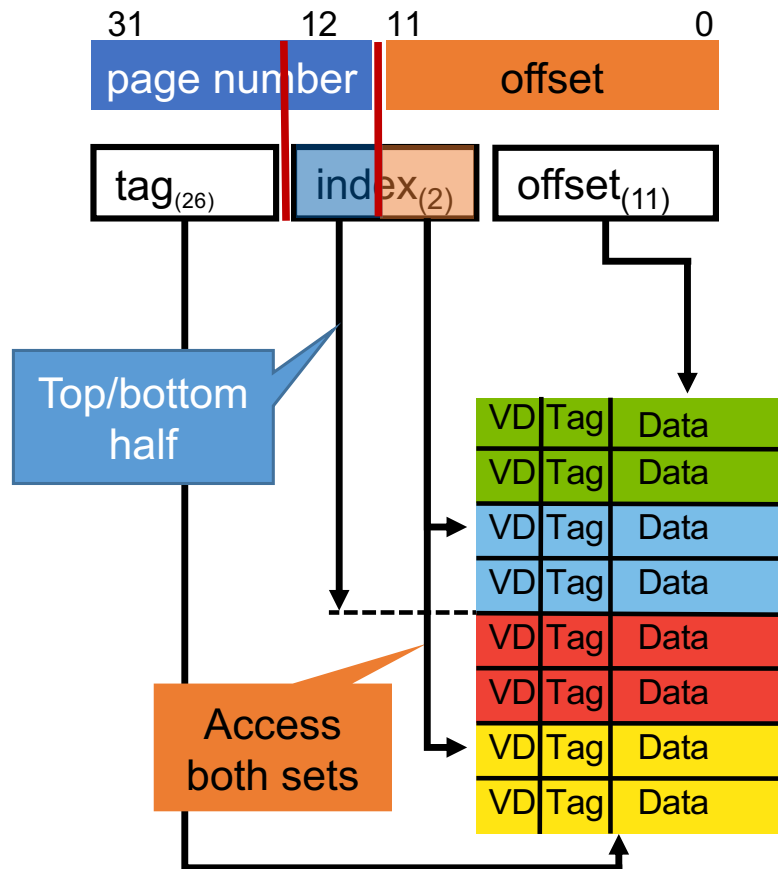 31 12 11 0
page number offset
tag(26) index(2) offset(11)
Top/bottom
half
VD Tag Data
VD Tag Data
VD Tag Data
VD Tag Data
VD Tag Data
VD Tag Data
VD Tag Data
VD Tag Data
Access
both sets